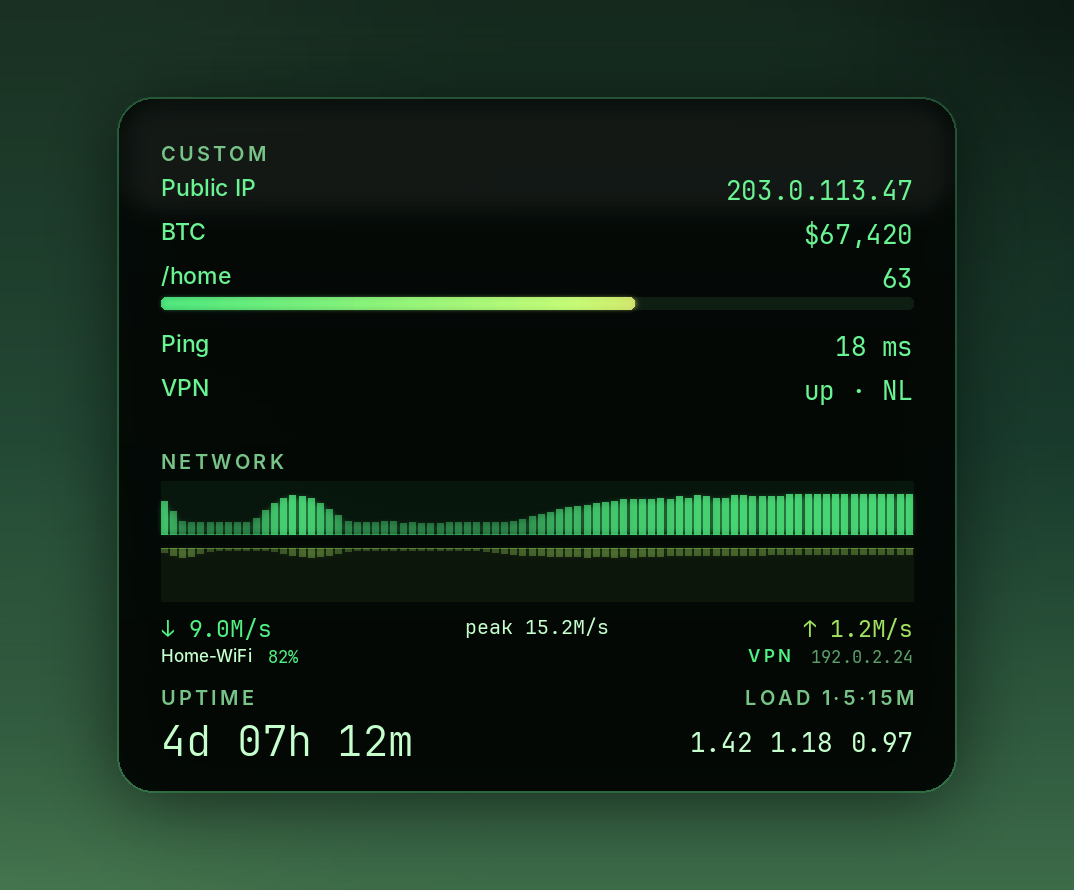 CUSTOM
Public IP 203.0.113.47
BTC $67,420
/home 63
Ping 18 ms
VPN up · NL
NETWORK
↓ 9.0M/s peak 15.2M/s ↑ 1.2M/s
Home-WiFi 82% VPN 192.0.2.24
UPTIME LOAD 1·5·15M
4d 07h 12m 1.42 1.18 0.97